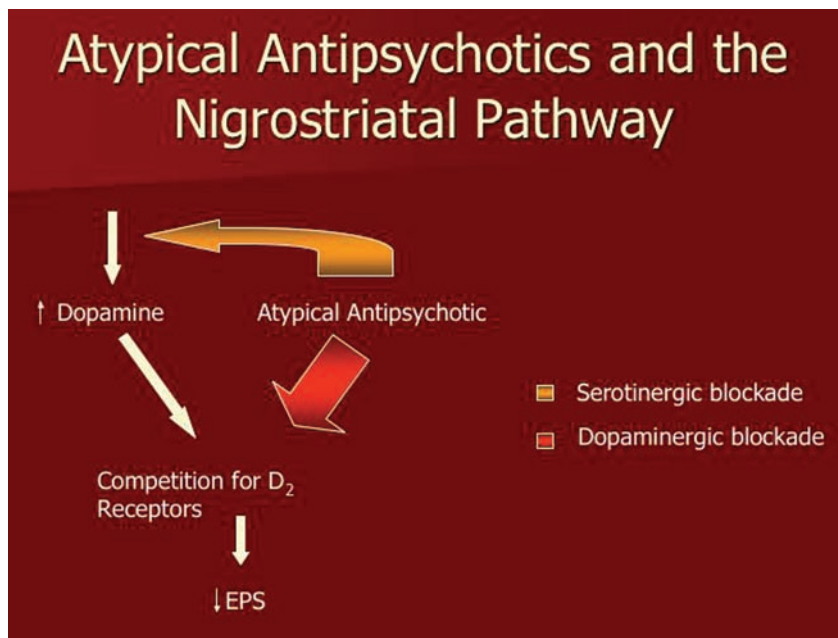 Atypical Antipsychotics and the
Nigrostriatal Pathway
↑ Dopamine
Atypical Antipsychotic
Serotinergic blockade
Dopaminergic blockade
Competition for D₂
Receptors
↓EPS